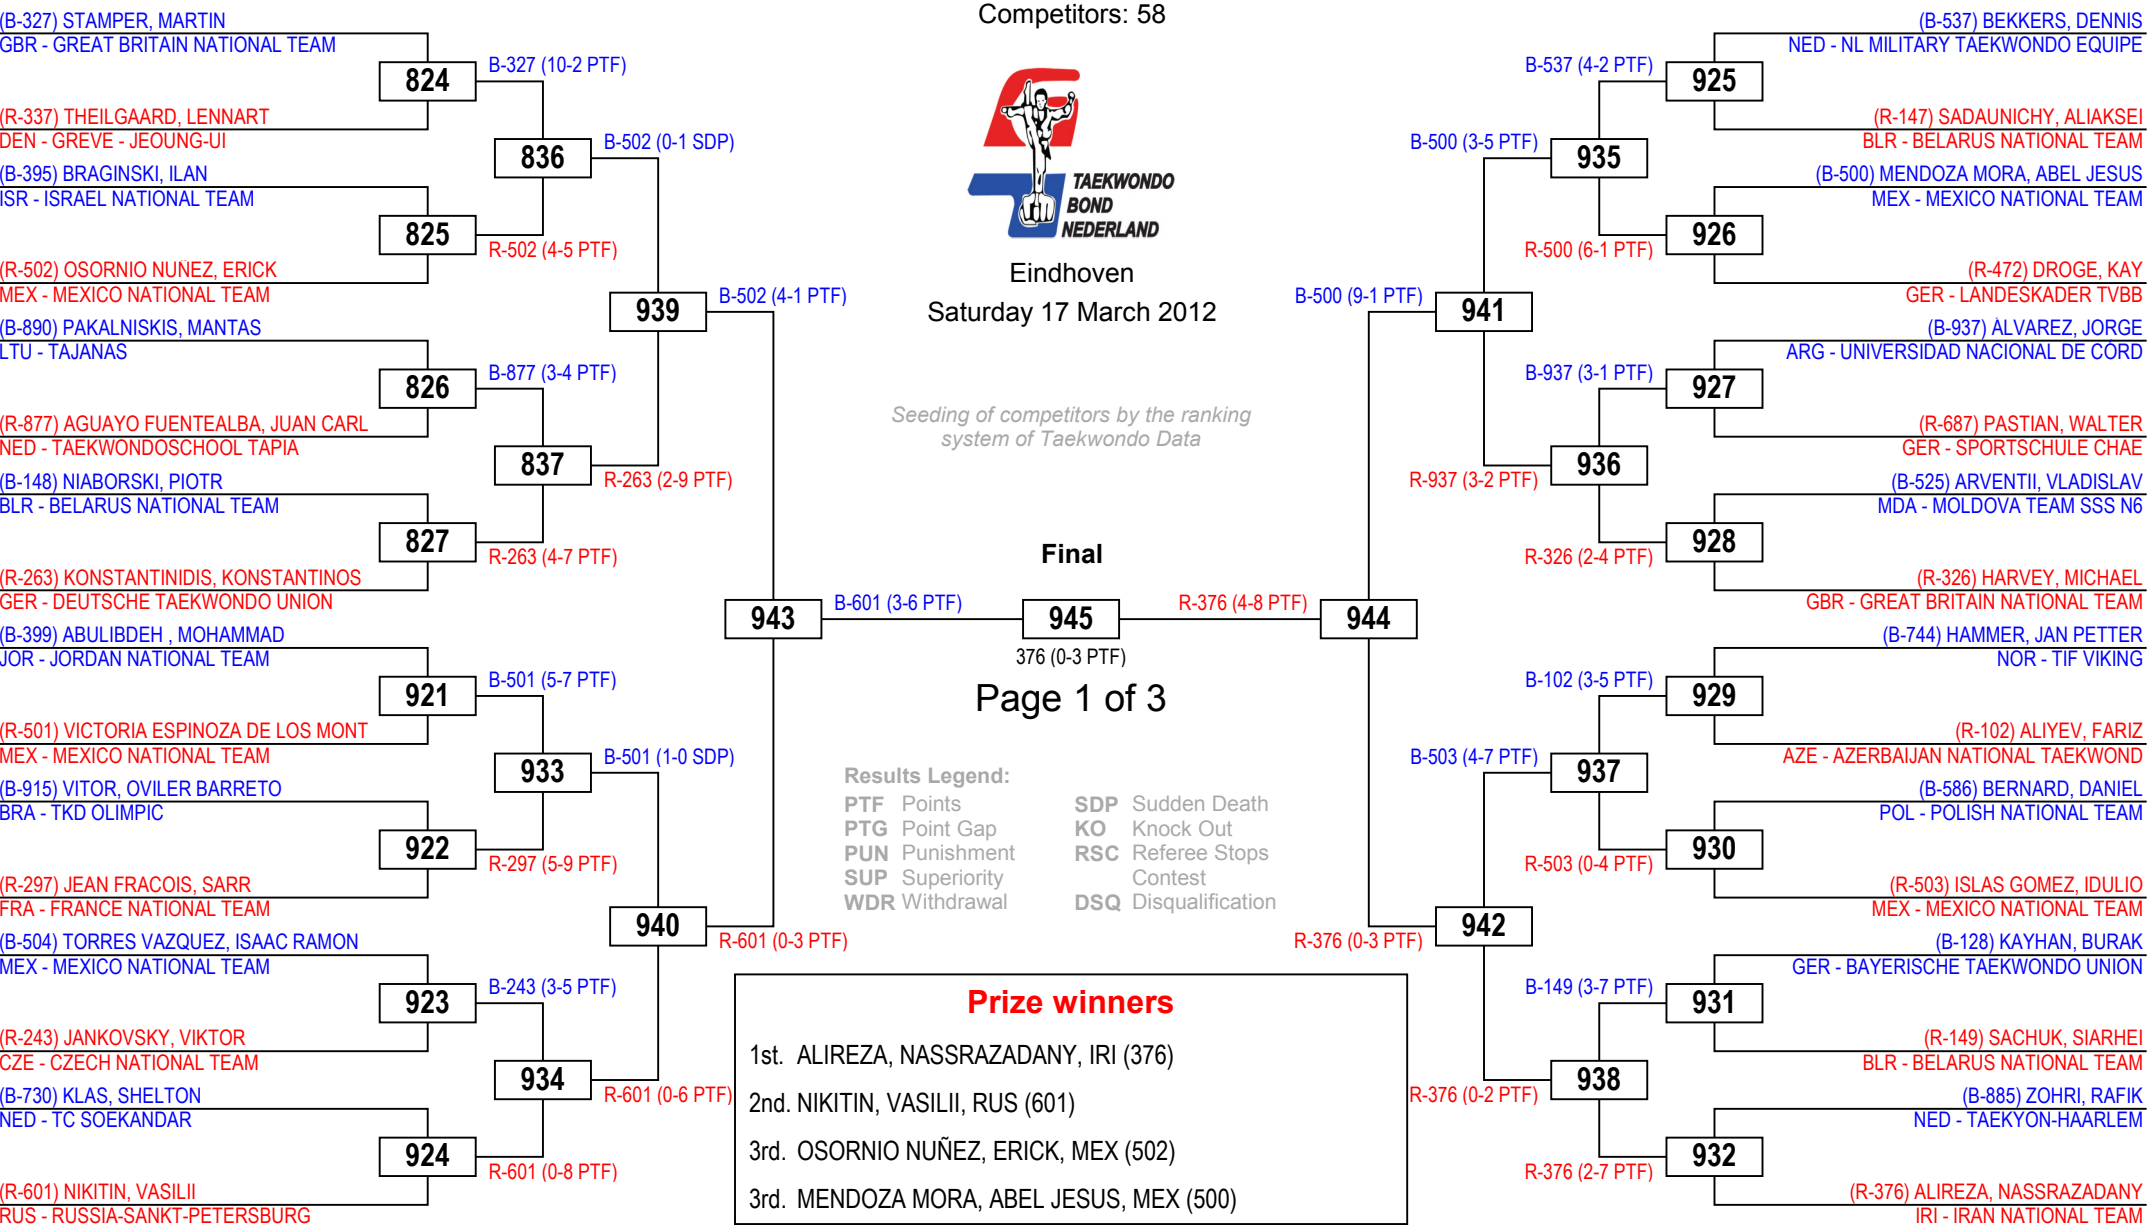 Competitors: 58
TAEKWONDO
BOND
NEDERLAND
Eindhoven
Saturday 17 March 2012
Seeding of competitors by the ranking
system of Taekwondo Data
(B-327) STAMPER, MARTIN
GBR - GREAT BRITAIN NATIONAL TEAM
824
B-327 (10-2 PTF)
(R-337) THEILGAARD, LENNART
DEN - GREVE - JEOUNG-UI
836
B-502 (0-1 SDP)
(B-395) BRAGINSKI, ILAN
ISR - ISRAEL NATIONAL TEAM
825
R-502 (4-5 PTF)
(R-502) OSORNIO NUÑEZ, ERICK
MEX - MEXICO NATIONAL TEAM
939
B-502 (4-1 PTF)
(B-890) PAKALNISKIS, MANTAS
LTU - TAJANAS
826
B-877 (3-4 PTF)
(R-877) AGUAYO FUENTEALBA, JUAN CARL
NED - TAEKWONDOSCHOOL TAPIA
837
R-263 (2-9 PTF)
(B-148) NIABORSKI, PIOTR
BLR - BELARUS NATIONAL TEAM
827
R-263 (4-7 PTF)
(R-263) KONSTANTINIDIS, KONSTANTINOS
GER - DEUTSCHE TAEKWONDO UNION
943
B-601 (3-6 PTF)
(B-399) ABULIBDEH , MOHAMMAD
JOR - JORDAN NATIONAL TEAM
921
B-501 (5-7 PTF)
(R-501) VICTORIA ESPINOZA DE LOS MONT
MEX - MEXICO NATIONAL TEAM
933
B-501 (1-0 SDP)
(B-915) VITOR, OVILER BARRETO
BRA - TKD OLIMPIC
922
R-297 (5-9 PTF)
(R-297) JEAN FRACOIS, SARR
FRA - FRANCE NATIONAL TEAM
940
R-601 (0-3 PTF)
(B-504) TORRES VAZQUEZ, ISAAC RAMON
MEX - MEXICO NATIONAL TEAM
923
B-243 (3-5 PTF)
(R-243) JANKOVSKY, VIKTOR
CZE - CZECH NATIONAL TEAM
934
R-601 (0-6 PTF)
(B-730) KLAS, SHELTON
NED - TC SOEKANDAR
924
R-601 (0-8 PTF)
(R-601) NIKITIN, VASILII
RUS - RUSSIA-SANKT-PETERSBURG
Final
945
376 (0-3 PTF)
Page 1 of 3
Results Legend:
PTF Points SDP Sudden Death
PTG Point Gap KO Knock Out
PUN Punishment RSC Referee Stops
SUP Superiority Contest
WDR Withdrawal DSQ Disqualification
Prize winners
1st. ALIREZA, NASSRAZADANY, IRI (376)
2nd. NIKITIN, VASILII, RUS (601)
3rd. OSORNIO NUÑEZ, ERICK, MEX (502)
3rd. MENDOZA MORA, ABEL JESUS, MEX (500)
(B-537) BEKKERS, DENNIS
NED - NL MILITARY TAEKWONDO EQUIPE
B-537 (4-2 PTF)
925
(R-147) SADAUNICHY, ALIAKSEI
BLR - BELARUS NATIONAL TEAM
B-500 (3-5 PTF)
935
(B-500) MENDOZA MORA, ABEL JESUS
MEX - MEXICO NATIONAL TEAM
R-500 (6-1 PTF)
926
(R-472) DROGE, KAY
GER - LANDESKADER TVBB
B-500 (9-1 PTF)
941
(B-937) ÁLVAREZ, JORGE
ARG - UNIVERSIDAD NACIONAL DE CÓRD
B-937 (3-1 PTF)
927
(R-687) PASTIAN, WALTER
GER - SPORTSCHULE CHAE
R-937 (3-2 PTF)
936
(B-525) ARVENTII, VLADISLAV
MDA - MOLDOVA TEAM SSS N6
R-326 (2-4 PTF)
928
(R-326) HARVEY, MICHAEL
GBR - GREAT BRITAIN NATIONAL TEAM
R-376 (4-8 PTF)
944
(B-744) HAMMER, JAN PETTER
NOR - TIF VIKING
B-102 (3-5 PTF)
929
(R-102) ALIYEV, FARIZ
AZE - AZERBAIJAN NATIONAL TAEKWOND
B-503 (4-7 PTF)
937
(B-586) BERNARD, DANIEL
POL - POLISH NATIONAL TEAM
R-503 (0-4 PTF)
930
(R-503) ISLAS GOMEZ, IDULIO
MEX - MEXICO NATIONAL TEAM
R-376 (0-3 PTF)
942
(B-128) KAYHAN, BURAK
GER - BAYERISCHE TAEKWONDO UNION
B-149 (3-7 PTF)
931
(R-149) SACHUK, SIARHEI
BLR - BELARUS NATIONAL TEAM
R-376 (0-2 PTF)
938
(B-885) ZOHRI, RAFIK
NED - TAEKYON-HAARLEM
R-376 (2-7 PTF)
932
(R-376) ALIREZA, NASSRAZADANY
IRI - IRAN NATIONAL TEAM